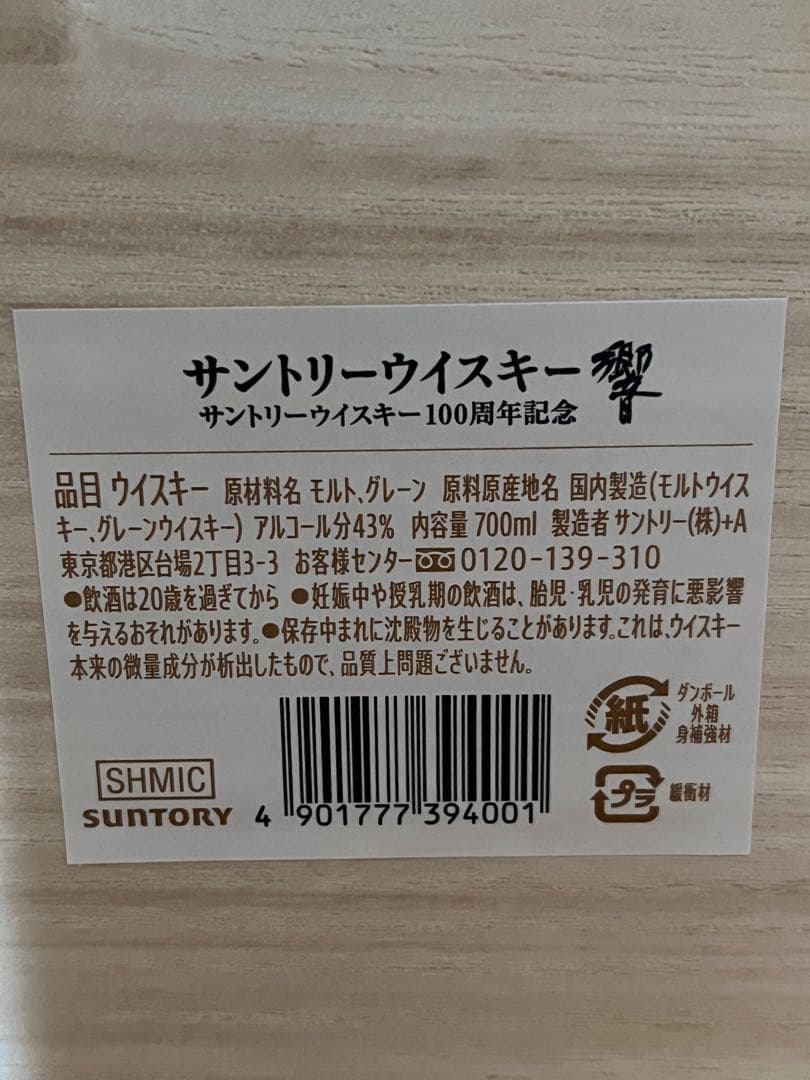 サントリーウイスキー 響
サントリーウイスキー100周年記念
品目 ウイスキー 原材料名 モルト、グレーン 原料原産地名 国内製造(モルトウイス
キー、グレーンウイスキー) アルコール分43% 内容量 700ml 製造者 サントリー(株)+A
東京都港区台場2丁目3-3 お客様センター 0120-139-310
●飲酒は20歳を過ぎてから ●妊娠中や授乳期の飲酒は、胎児・乳児の発育に悪影響
を与えるおそれがあります。●保存中まれに沈殿物を生じることがあります。これは、ウイスキー
本来の微量成分が析出したもので、品質上問題ございません。
紙
ダンボール
外箱
身補強材
プラ
緩衝材
SHMIC
SUNTORY
4 901777 394001